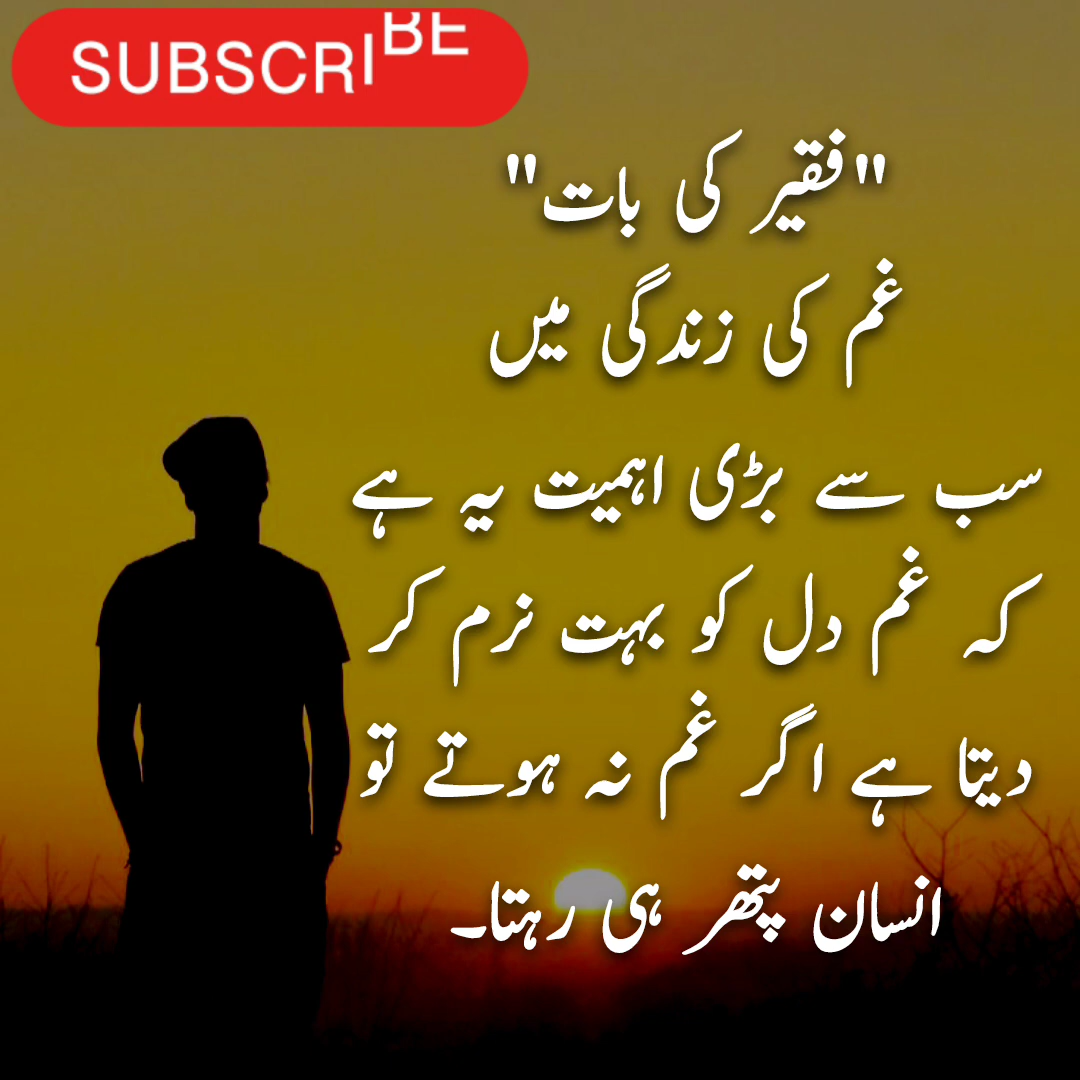 SUBSCRIBE
"فقیر کی بات"
غم کی زندگی میں
سب سے بڑی اہمیت یہ ہے
کہ غم دل کو بہت نرم کر
دیتا ہے اگر غم نہ ہوتے تو
انسان پتھر ہی رہتا۔